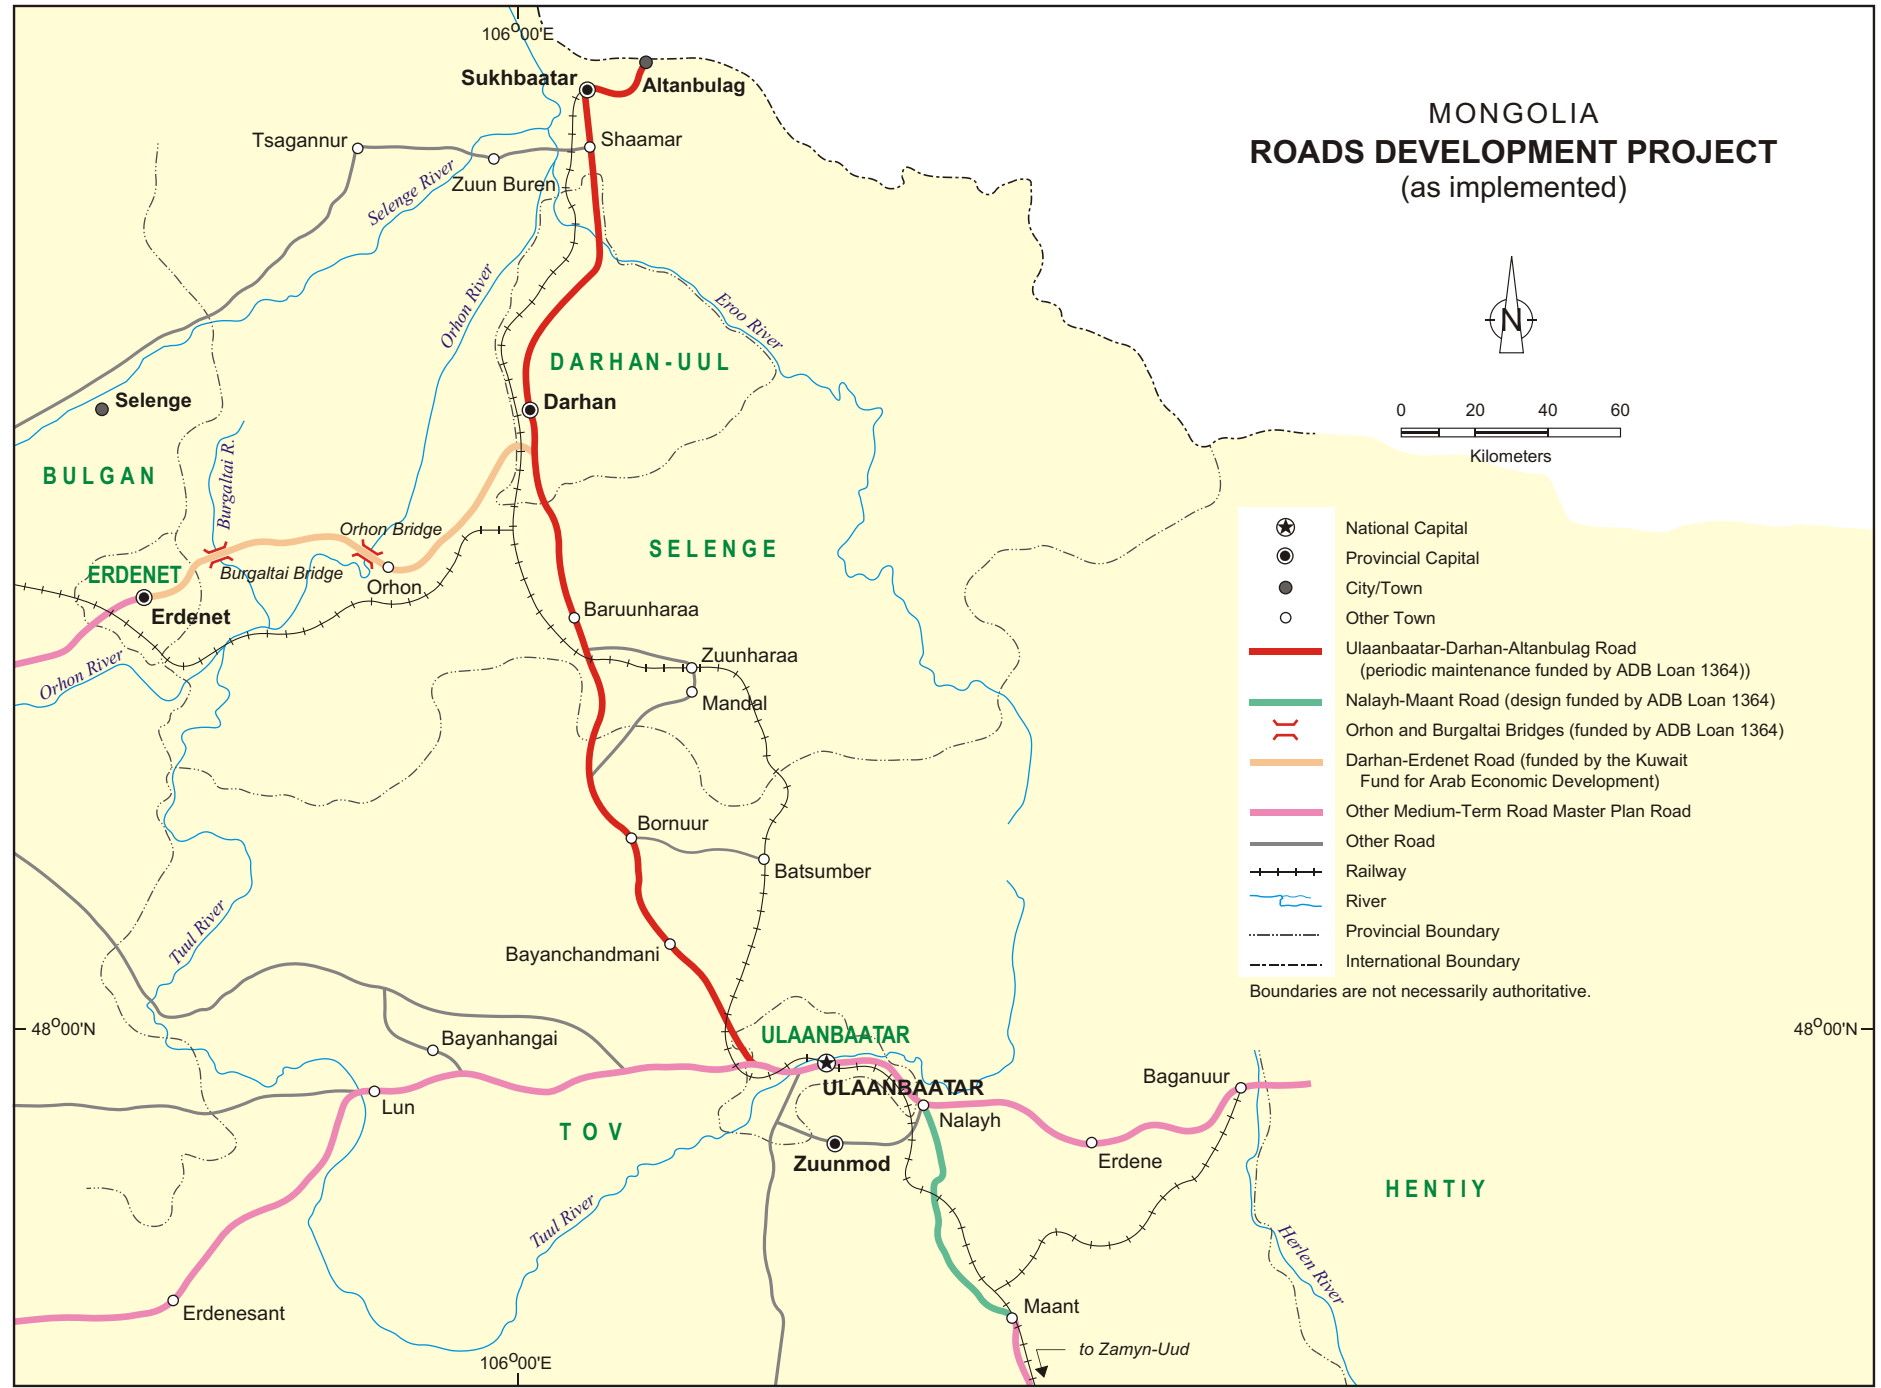 106°00'E
Sukhbaatar
Altanbulag
MONGOLIA
ROADS DEVELOPMENT PROJECT
(as implemented)
Tsagannur
Shaamar
Zuun Buren
Selenge River
Orhon River
Eroo River
N
DARHAN-UUL
Selenge
Darhan
0 20 40 60
Kilometers
BULGAN
Burgaltai R.
Orhon Bridge
SELENGE
ERDENET
Burgaltai Bridge
Orhon
Erdenet
Baruunharaa
Orhon River
Zuunharaa
Mandal
National Capital
Provincial Capital
City/Town
Other Town
Ulaanbaatar-Darhan-Altanbulag Road
(periodic maintenance funded by ADB Loan 1364))
Nalayh-Maant Road (design funded by ADB Loan 1364)
Orhon and Burgaltai Bridges (funded by ADB Loan 1364)
Darhan-Erdenet Road (funded by the Kuwait
Fund for Arab Economic Development)
Other Medium-Term Road Master Plan Road
Other Road
Railway
River
Provincial Boundary
International Boundary
Boundaries are not necessarily authoritative.
Bornuur
Batsumber
Tuul River
Bayanchandmani
48°00'N
48°00'N
Bayanhangai
ULAANBAATAR
ULAANBAATAR
Baganuur
Lun
Nalayh
TOV
Zuunmod
Erdene
HENTIY
Tuul River
Herlen River
Erdenesant
Maant
to Zamyn-Uud
106°00'E